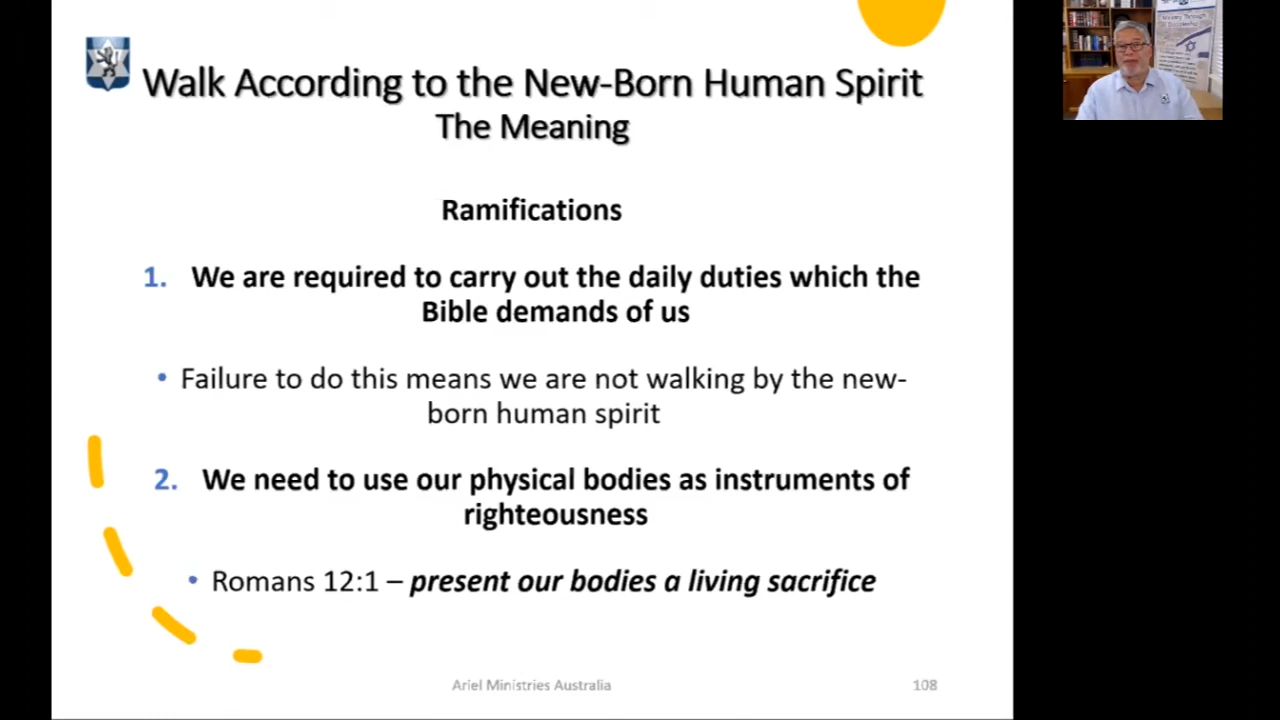 Walk According to the New-Born Human Spirit
The Meaning
Ramifications
1. We are required to carry out the daily duties which the
Bible demands of us
• Failure to do this means we are not walking by the new-
born human spirit
2. We need to use our physical bodies as instruments of
righteousness
• Romans 12:1 – present our bodies a living sacrifice
Ariel Ministries Australia
108